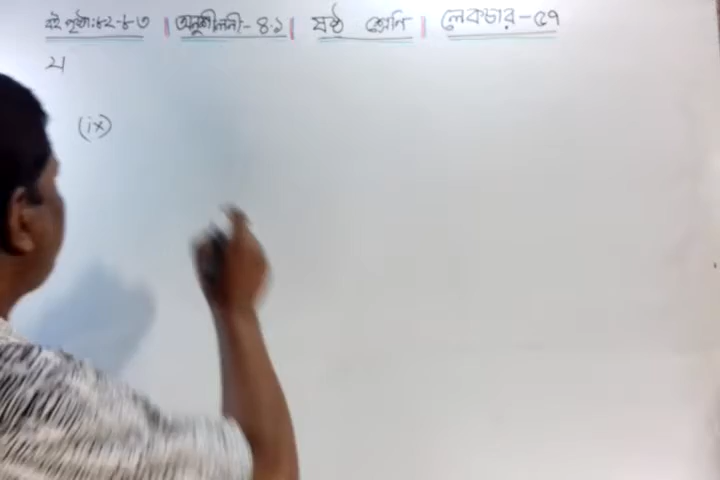 বই পৃষ্ঠা:৮২-৮৩ | অনুশীলনী-৪.১ | ষষ্ঠ শ্রেণি | লেকচার-৫৭
২।
(ix)